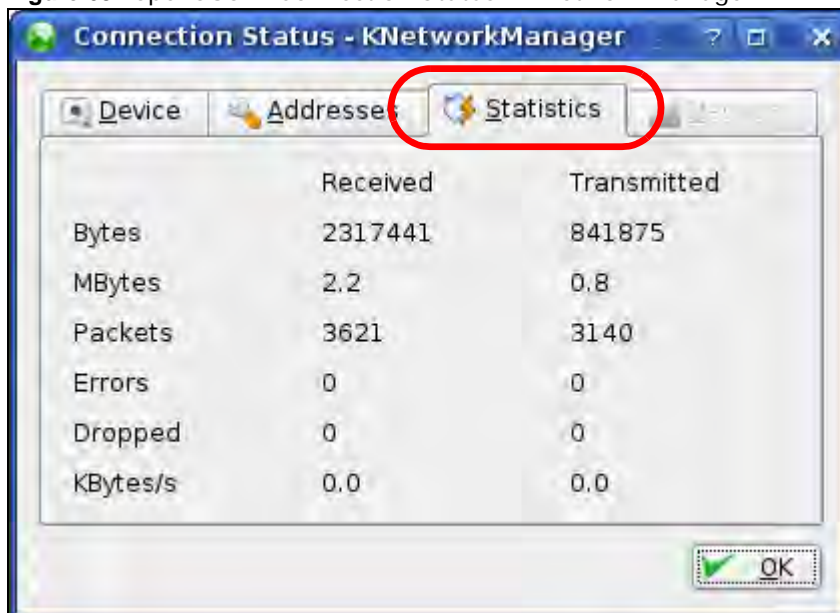 Connection Status - KNetworkManager
Device Addresses Statistics
Received Transmitted
Bytes 2317441 841875
MBytes 2.2 0.8
Packets 3621 3140
Errors 0 0
Dropped 0 0
KBytes/s 0.0 0.0
OK